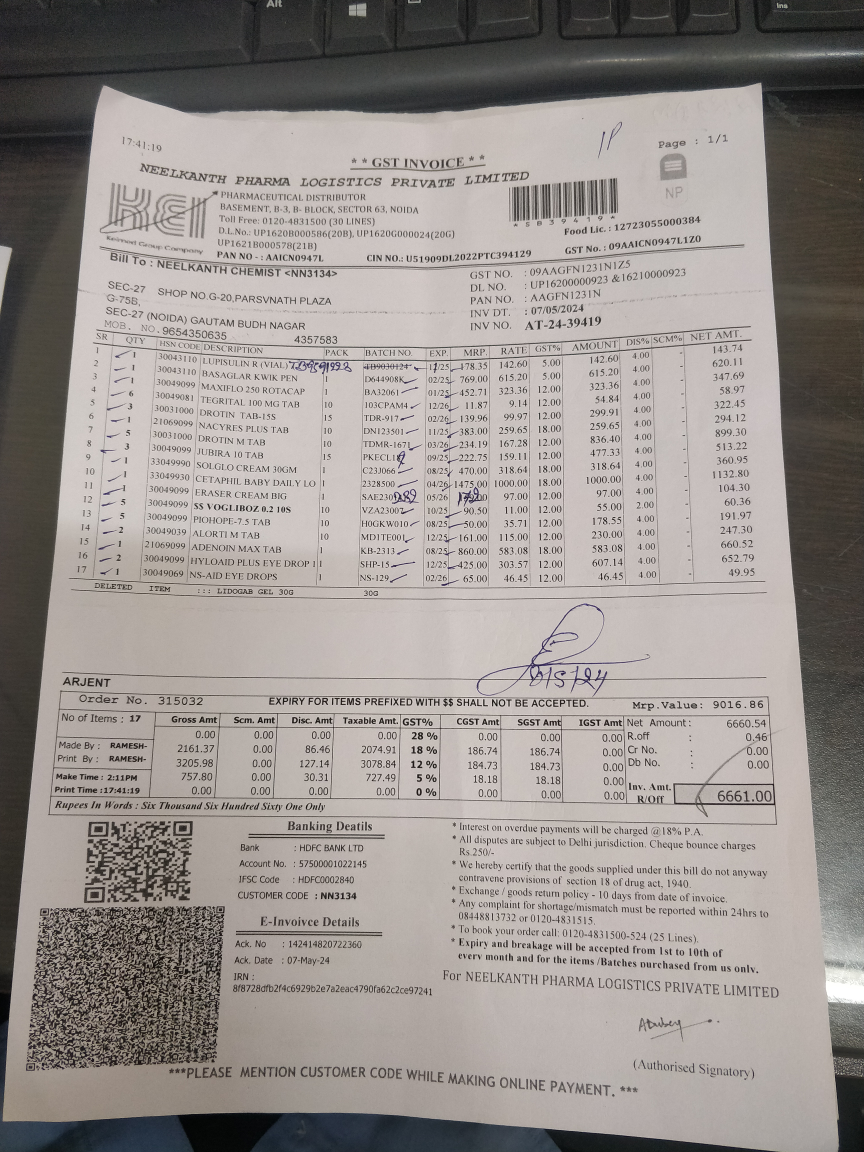 Alt
Ins
17:41:19
** GST INVOICE **
1P
Page : 1/1
NEELKANTH PHARMA LOGISTICS PRIVATE LIMITED
NP
KEI
Keimed Group Company
PHARMACEUTICAL DISTRIBUTOR
BASEMENT, B-3, B- BLOCK, SECTOR 63, NOIDA
Toll Free: 0120-4831500 (30 LINES)
D.L.No.: UP1620B000586(20B), UP1620G000024(20G)
UP1621B000578(21B)
PAN NO - : AAICN0947L
CIN NO.: U51909DL2022PTC394129
*5839419*
Food Lic. : 12723055000384
GST No. : 09AAICN0947L1Z0
Bill To : NEELKANTH CHEMIST <NN3134>
SEC-27 SHOP NO.G-20,PARSVNATH PLAZA
G-75B,
SEC-27 (NOIDA) GAUTAM BUDH NAGAR
MOB. NO. 9654350635 4357583
GST NO. : 09AAGFN1231N1Z5
DL NO. : UP16200000923 &16210000923
PAN NO. : AAGFN1231N
INV DT. : 07/05/2024
INV NO. AT-24-39419
SR QTY HSN CODE DESCRIPTION PACK BATCH NO. EXP. MRP. RATE GST% AMOUNT DIS% SCM% NET AMT.
1 1 30043110 LUPISULIN R (VIAL) 178.35 142.60 5.00 142.60 4.00 - 143.74
2 1 30043110 BASAGLAR KWIK PEN 1 D644908K 02/25 769.00 615.20 5.00 615.20 4.00 - 620.11
3 1 30049099 MAXIFLO 250 ROTACAP 1 BA32061 01/25 452.71 323.36 12.00 323.36 4.00 - 347.69
4 6 30049081 TEGRITAL 100 MG TAB 10 103CPAM4 12/26 11.87 9.14 12.00 54.84 4.00 - 58.97
5 3 30031000 DROTIN TAB-15S 15 TDR-917 02/26 139.96 99.97 12.00 299.91 4.00 - 322.45
6 1 21069099 NACYRES PLUS TAB 10 DN123501 11/25 383.00 259.65 18.00 259.65 4.00 - 294.12
7 5 30031000 DROTIN M TAB 10 TDMR-1671 03/26 234.19 167.28 12.00 836.40 4.00 - 899.30
8 3 30049099 JUBIRA 10 TAB 15 09/25 222.75 159.11 12.00 477.33 4.00 - 513.22
9 1 33049990 SOLGLO CREAM 30GM 1 C23J066 08/25 470.00 318.64 18.00 318.64 4.00 - 360.95
10 1 33049930 CETAPHIL BABY DAILY LO 1 2328500 04/26 1475.00 1000.00 18.00 1000.00 4.00 - 1132.80
11 1 30049099 ERASER CREAM BIG 1 05/26 97.00 12.00 97.00 4.00 - 104.30
12 5 30049099 $$ VOGLIBOZ 0.2 10S 10 VZA23007 10/25 90.50 11.00 12.00 55.00 2.00 - 60.36
13 5 30049099 PIOHOPE-7.5 TAB 10 H0GKW010 08/25 50.00 35.71 12.00 178.55 4.00 - 191.97
14 2 30049039 ALORTI M TAB 10 MD1TE001 12/25 161.00 115.00 12.00 230.00 4.00 - 247.30
15 1 21069099 ADENOIN MAX TAB 1 KB-2313 08/25 860.00 583.08 18.00 583.08 4.00 - 660.52
16 2 30049099 HYLOAID PLUS EYE DROP 1 SHP-15 12/25 425.00 303.57 12.00 607.14 4.00 - 652.79
17 1 30049069 NS-AID EYE DROPS 1 NS-129 02/26 65.00 46.45 12.00 46.45 4.00 - 49.95
DELETED ITEM ::: LIDOGAB GEL 30G 30G
8/5/24
ARJENT
Order No. 315032 EXPIRY FOR ITEMS PREFIXED WITH $$ SHALL NOT BE ACCEPTED. Mrp.Value: 9016.86
No of Items : 17
Made By : RAMESH-
Print By : RAMESH-
Make Time : 2:11PM
Print Time :17:41:19
Gross Amt Scm. Amt Disc. Amt Taxable Amt. GST% CGST Amt SGST Amt IGST Amt
0.00 0.00 0.00 0.00 28 % 0.00 0.00 0.00
2161.37 0.00 86.46 2074.91 18 % 186.74 186.74 0.00
3205.98 0.00 127.14 3078.84 12 % 184.73 184.73 0.00
757.80 0.00 30.31 727.49 5 % 18.18 18.18 0.00
0.00 0.00 0.00 0.00 0 % 0.00 0.00 0.00
Net Amount : 6660.54
R.off : 0.46
Cr No. : 0.00
Db No. : 0.00
Inv. Amt. R/Off 6661.00
Rupees In Words : Six Thousand Six Hundred Sixty One Only
Banking Deatils
Bank : HDFC BANK LTD
Account No. : 57500001022145
IFSC Code : HDFC0002840
CUSTOMER CODE : NN3134
E-Invoivce Details
Ack. No : 142414820722360
Ack. Date : 07-May-24
IRN :
8f8728dfb2f4c6929b2e7a2eac4790fa62c2ce97241
* Interest on overdue payments will be charged @18% P.A.
* All disputes are subject to Delhi jurisdiction. Cheque bounce charges
Rs.250/-
* We hereby certify that the goods supplied under this bill do not anyway
contravene provisions of section 18 of drug act, 1940.
* Exchange / goods return policy - 10 days from date of invoice.
* Any complaint for shortage/mismatch must be reported within 24hrs to
08448813732 or 0120-4831515.
* To book your order call: 0120-4831500-524 (25 Lines).
* Expiry and breakage will be accepted from 1st to 10th of
every month and for the items /Batches purchased from us only.
For NEELKANTH PHARMA LOGISTICS PRIVATE LIMITED
(Authorised Signatory)
***PLEASE MENTION CUSTOMER CODE WHILE MAKING ONLINE PAYMENT. ***